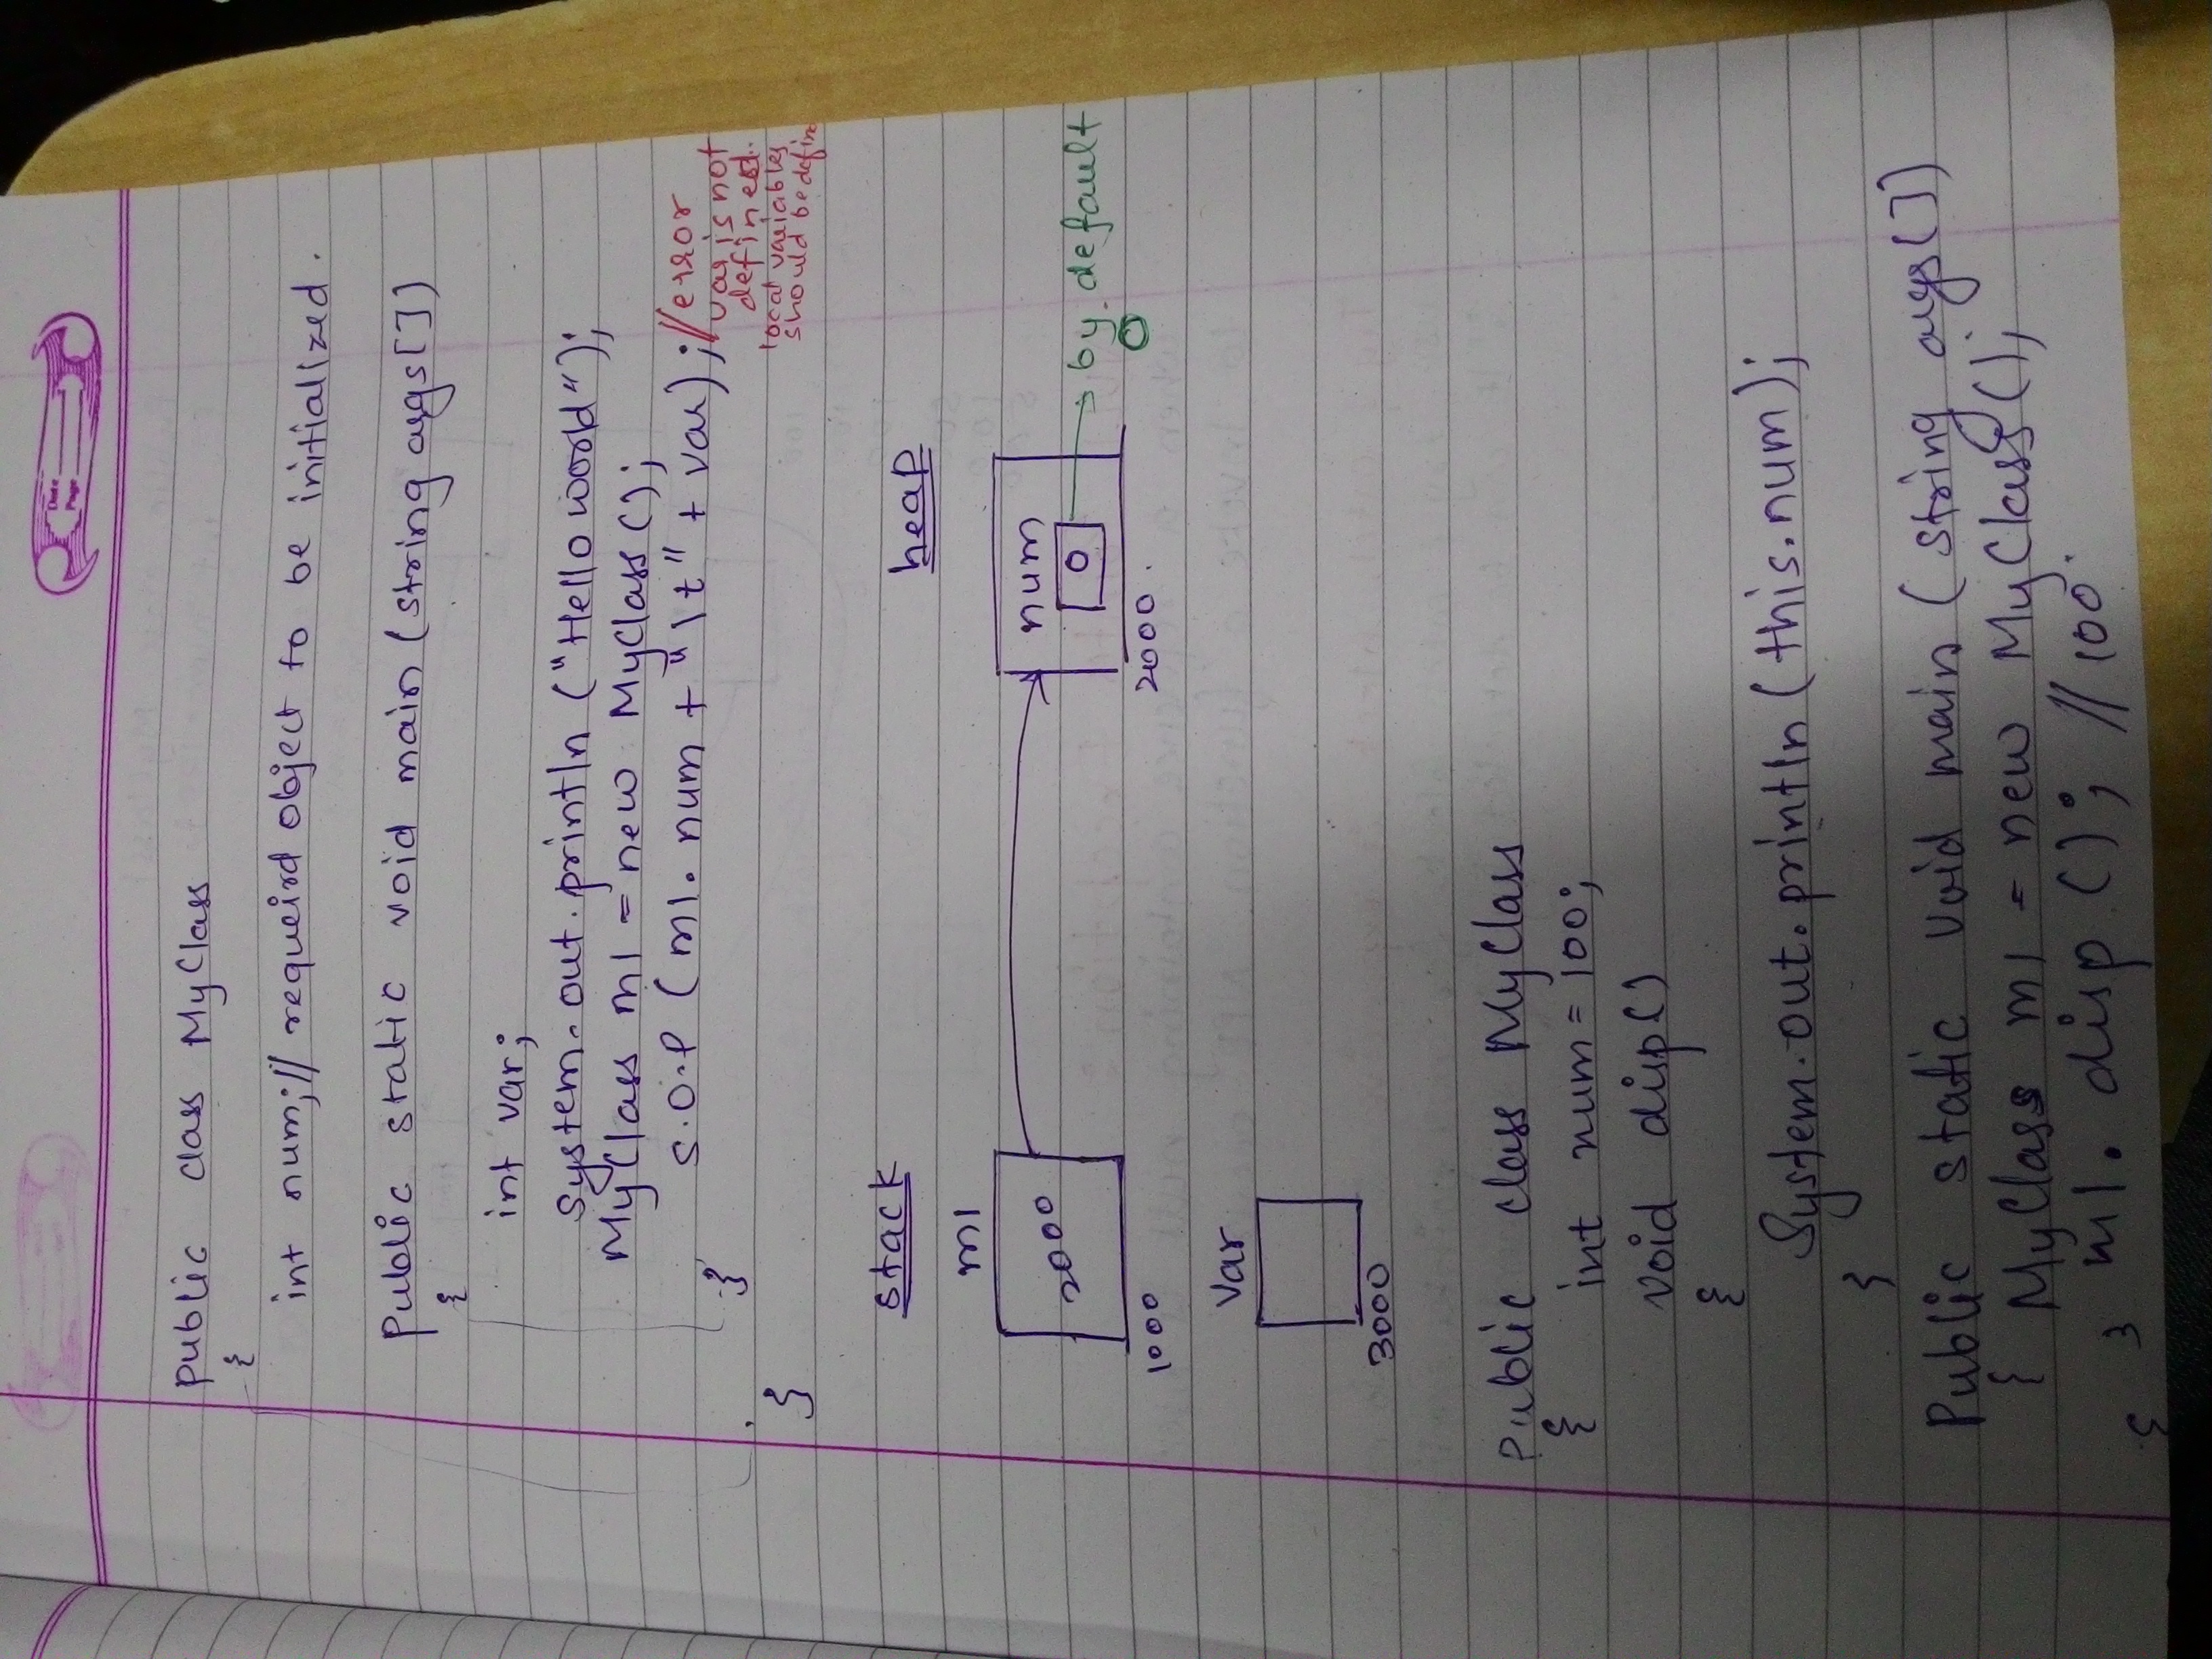 Date
Page
public class MyClass
{
int num; // requeird object to be initialized.
public static void main (string args[])
{
int var;
system.out.println ("Hello world");
MyClass m1 = new MyClass();
S.O.P (m1.num + "\t" + var); // error
var is not
defined.
local variables
should be defin
}
}
stack
heap
m1
2000
num
0
by default
0
1000
2000.
var
3000
public class MyClass
{ int num = 100;
void disp()
{
System.out.println (this.num);
}
Public static void main (string args[])
{ MyClass m1 = new MyClass();
m1.disp(); // 100
}